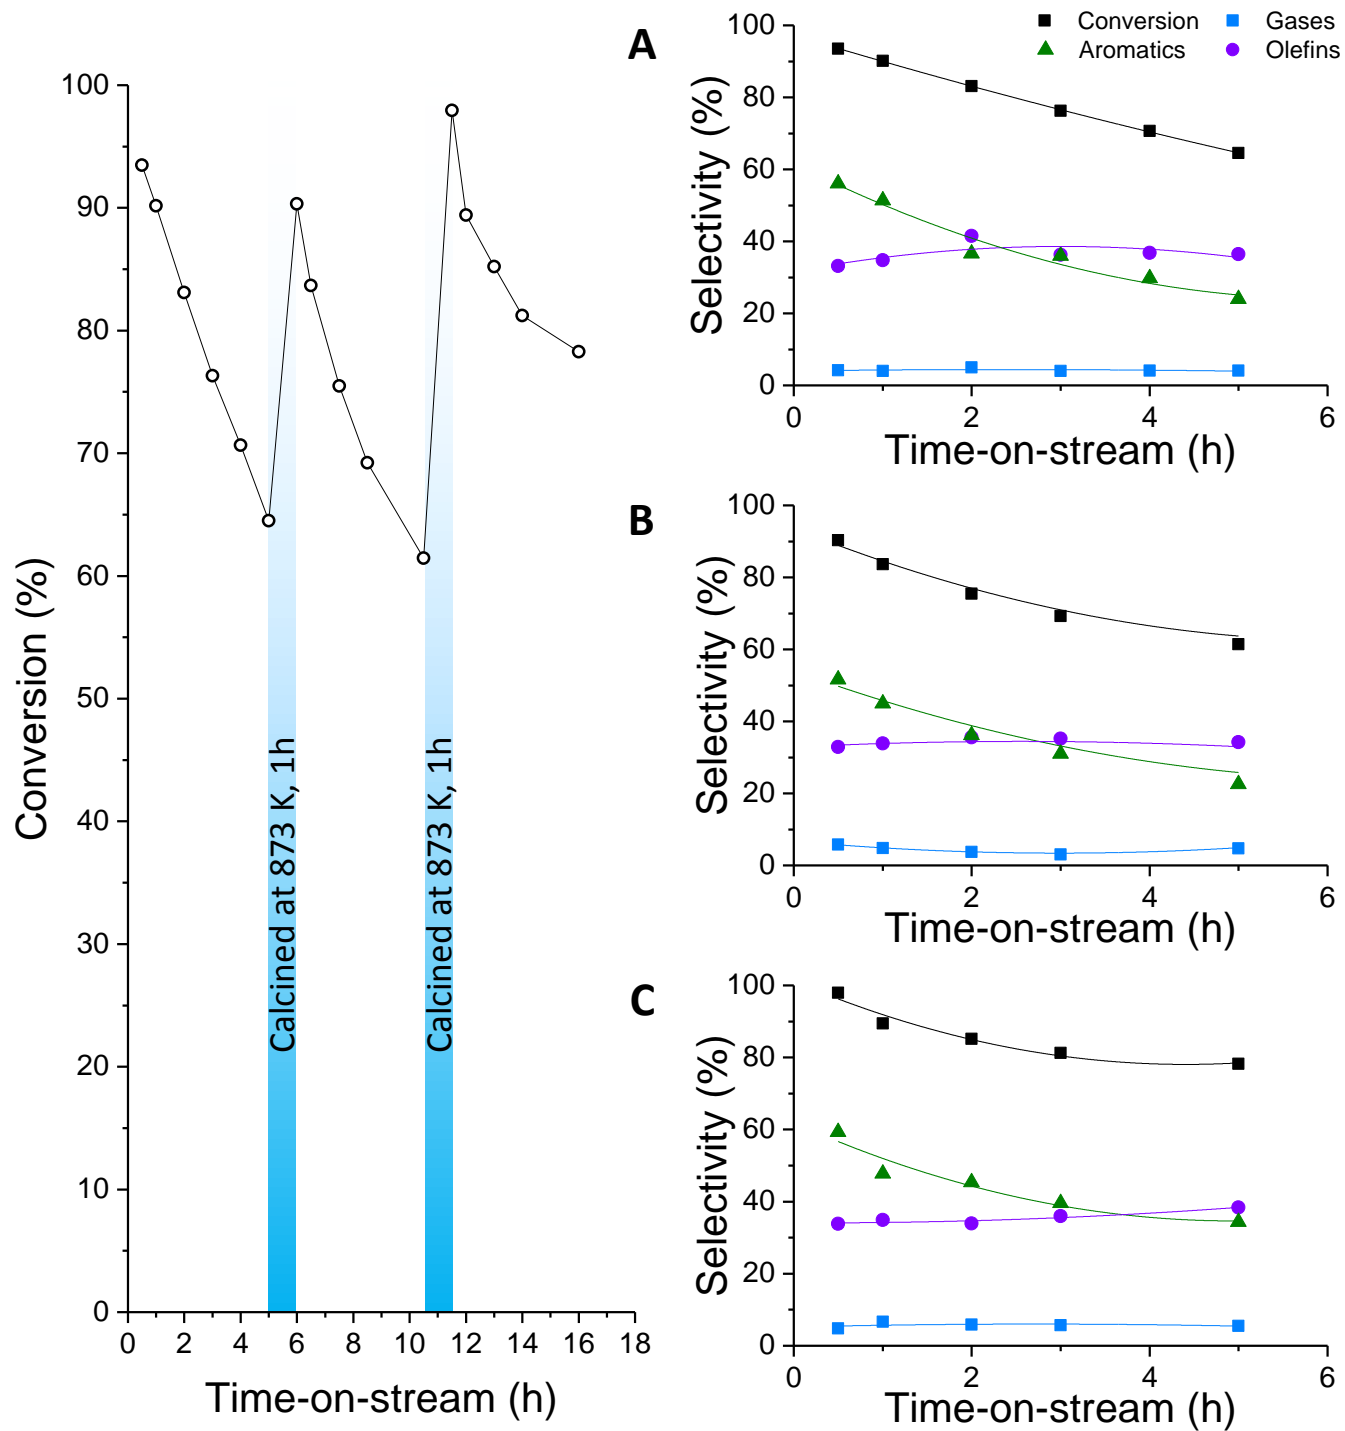 Conversion (%)
100
90
80
70
60
50
40
30
20
10
0
Calcined at 873 K, 1h
Calcined at 873 K, 1h
0 2 4 6 8 10 12 14 16 18
Time-on-stream (h)
A
Conversion Gases
Aromatics Olefins
Selectivity (%)
100
80
60
40
20
0
0 2 4 6
Time-on-stream (h)
B
Selectivity (%)
100
80
60
40
20
0
0 2 4 6
Time-on-stream (h)
C
Selectivity (%)
100
80
60
40
20
0
0 2 4 6
Time-on-stream (h)